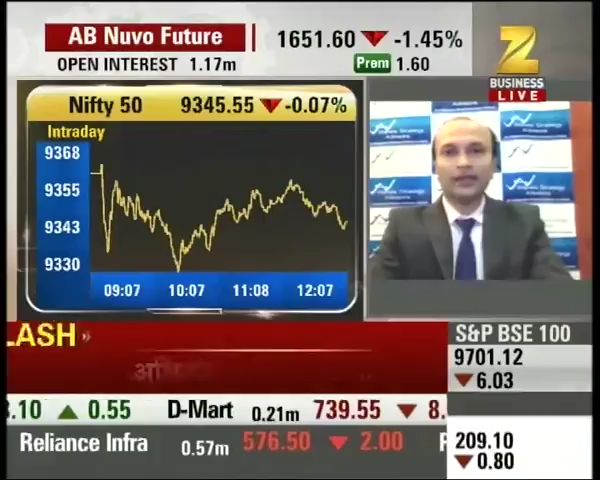 AB Nuvo Future
1651.60 -1.45%
OPEN INTEREST 1.17m
Prem 1.60
Z
BUSINESS
LIVE
Nifty 50 9345.55 -0.07%
Intraday
9368
9355
9343
9330
09:07 10:07 11:08 12:07
LASH
S&P BSE 100
9701.12
6.03
3.10 0.55 D-Mart 0.21m 739.55 8.
Reliance Infra 0.57m 576.50 2.00
209.10
0.80